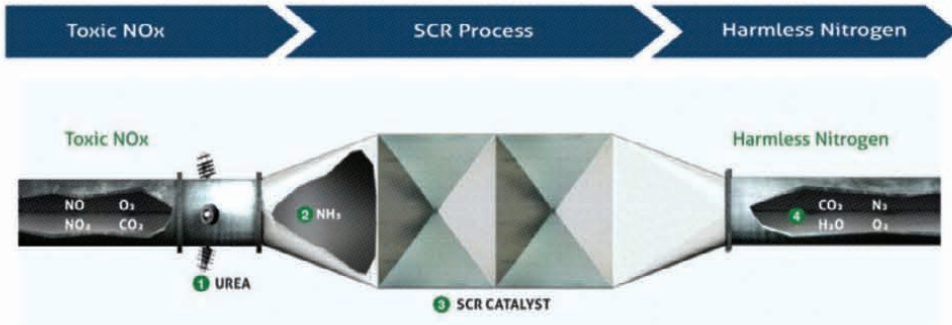 Toxic NOx
SCR Process
Harmless Nitrogen
Toxic NOx
Harmless Nitrogen
NO O₂
NO₂ CO₂
2 NH₃
4 CO₂ N₂
H₂O O₂
1 UREA
3 SCR CATALYST